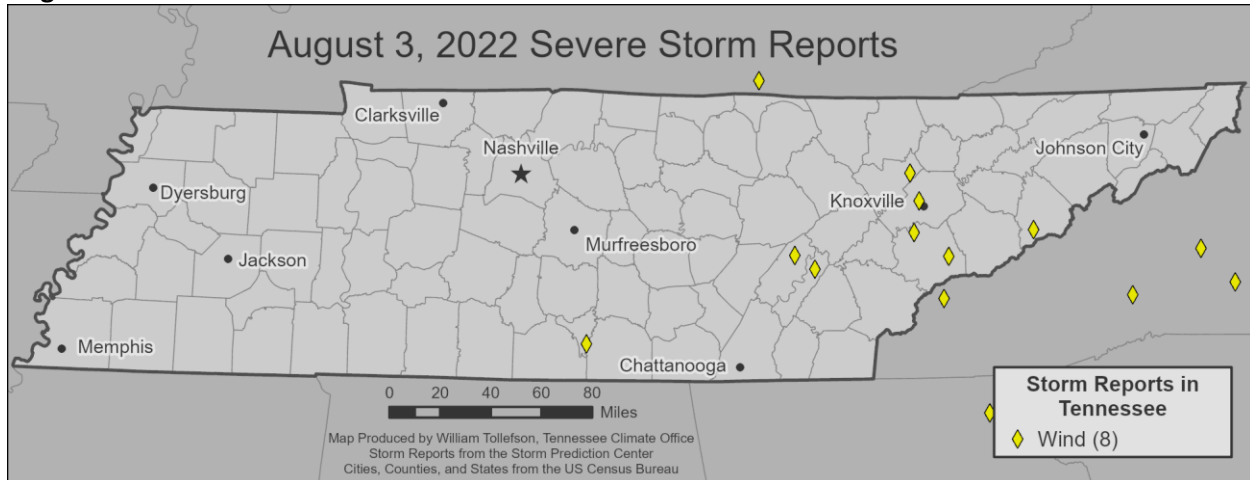 August 3, 2022 Severe Storm Reports
Clarksville
Nashville
Johnson City
Dyersburg
Knoxville
Murfreesboro
Jackson
Memphis
Chattanooga
0 20 40 60 80
Miles
Map Produced by William Tollefson, Tennessee Climate Office
Storm Reports from the Storm Prediction Center
Cities, Counties, and States from the US Census Bureau
Storm Reports in
Tennessee
Wind (8)